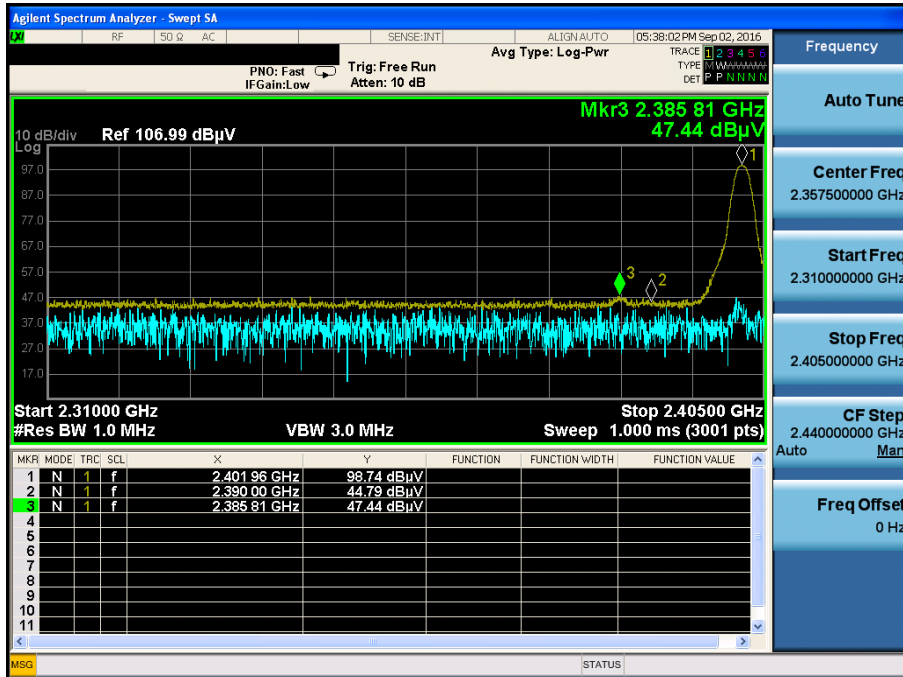 Agilent Spectrum Analyzer - Swept SA
LXI RF 50 Ω AC SENSE:INT ALIGN AUTO 05:38:02 PM Sep 02, 2016
Avg Type: Log-Pwr TRACE 1 2 3 4 5 6
PNO: Fast Trig: Free Run TYPE M WWWWWW
IFGain:Low Atten: 10 dB DET P P N N N N
Mkr3 2.385 81 GHz
47.44 dBµV
10 dB/div Ref 106.99 dBµV
Log
97.0
87.0
77.0
67.0
57.0
47.0
37.0
27.0
17.0
1
2
3
Start 2.31000 GHz Stop 2.40500 GHz
#Res BW 1.0 MHz VBW 3.0 MHz Sweep 1.000 ms (3001 pts)
MKR MODE TRC SCL X Y FUNCTION FUNCTION WIDTH FUNCTION VALUE
1 N 1 f 2.401 96 GHz 98.74 dBµV
2 N 1 f 2.390 00 GHz 44.79 dBµV
3 N 1 f 2.385 81 GHz 47.44 dBµV
4
5
6
7
8
9
10
11
MSG STATUS
Frequency
Auto Tune
Center Freq
2.357500000 GHz
Start Freq
2.310000000 GHz
Stop Freq
2.405000000 GHz
CF Step
2.440000000 GHz
Auto Man
Freq Offset
0 Hz